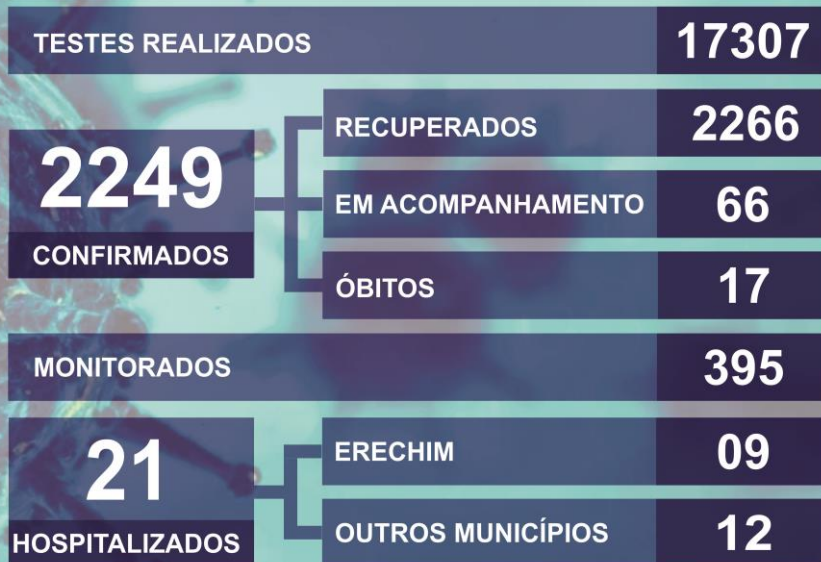 TESTES REALIZADOS 17307
2249
CONFIRMADOS
RECUPERADOS 2266
EM ACOMPANHAMENTO 66
ÓBITOS 17
MONITORADOS 395
21
HOSPITALIZADOS
ERECHIM 09
OUTROS MUNICÍPIOS 12